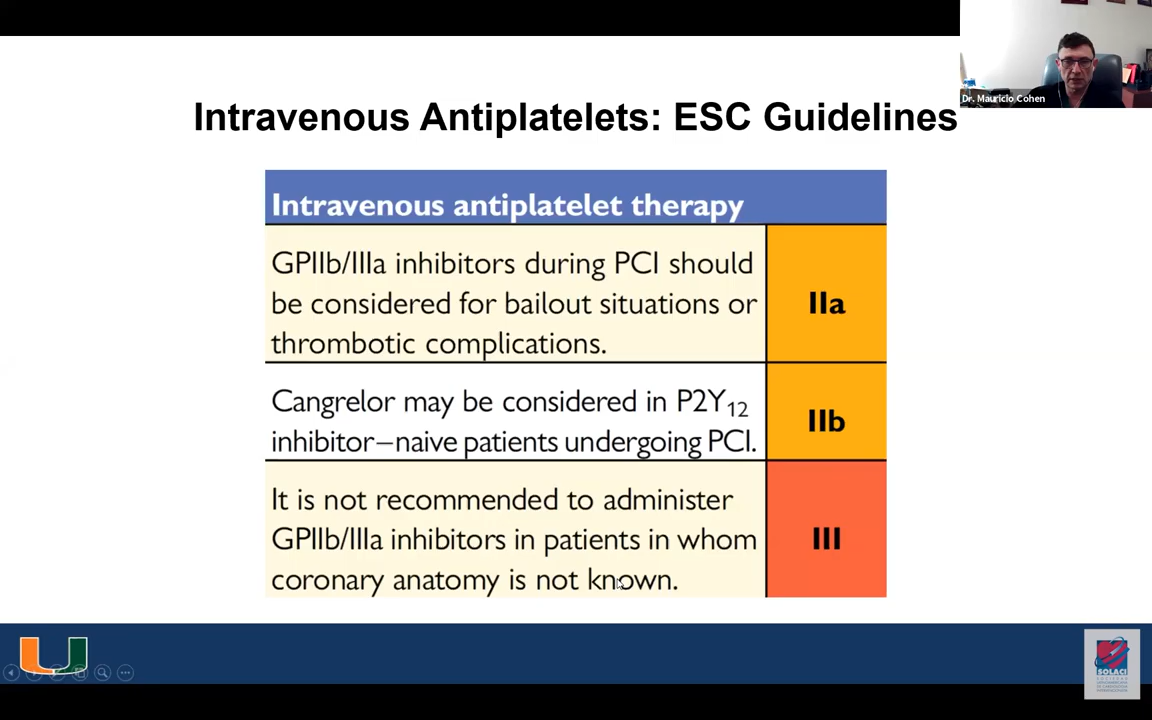 Dr. Mauricio Cohen
Intravenous Antiplatelets: ESC Guidelines
Intravenous antiplatelet therapy
GPIIb/IIIa inhibitors during PCI should
be considered for bailout situations or
thrombotic complications.
IIa
Cangrelor may be considered in P2Y12
inhibitor–naive patients undergoing PCI.
IIb
It is not recommended to administer
GPIIb/IIIa inhibitors in patients in whom
coronary anatomy is not known.
III
U
SOLACI